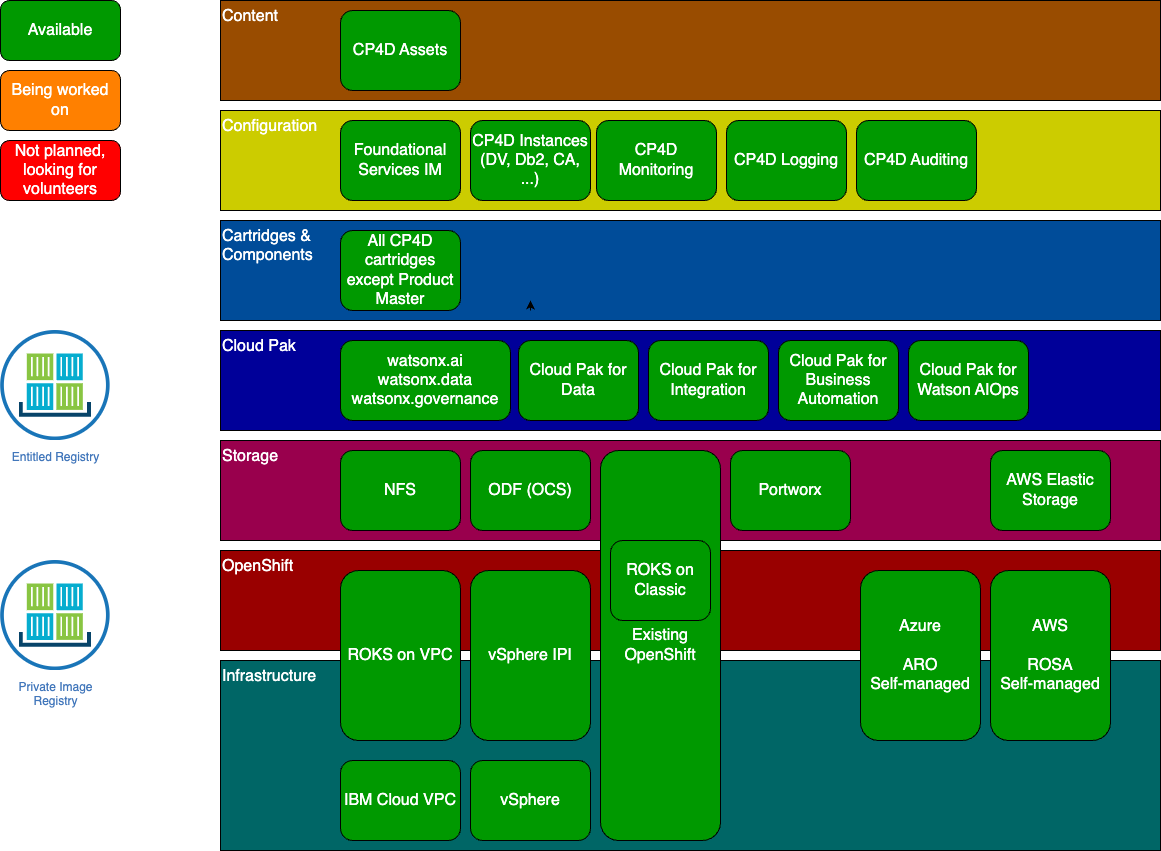 Available
Being worked
on
Not planned,
looking for
volunteers
Content
CP4D Assets
Configuration
Foundational
Services IM
CP4D Instances
(DV, Db2, CA,
...)
CP4D
Monitoring
CP4D Logging
CP4D Auditing
Cartridges &
Components
All CP4D
cartridges
except Product
Master
Cloud Pak
watsonx.ai
watsonx.data
watsonx.governance
Cloud Pak for
Data
Cloud Pak for
Integration
Cloud Pak for
Business
Automation
Cloud Pak for
Watson AIOps
Entitled Registry
Storage
NFS
ODF (OCS)
Portworx
AWS Elastic
Storage
OpenShift
ROKS on
Classic
Existing
OpenShift
ROKS on VPC
vSphere IPI
Azure
ARO
Self-managed
AWS
ROSA
Self-managed
Private Image
Registry
Infrastructure
IBM Cloud VPC
vSphere